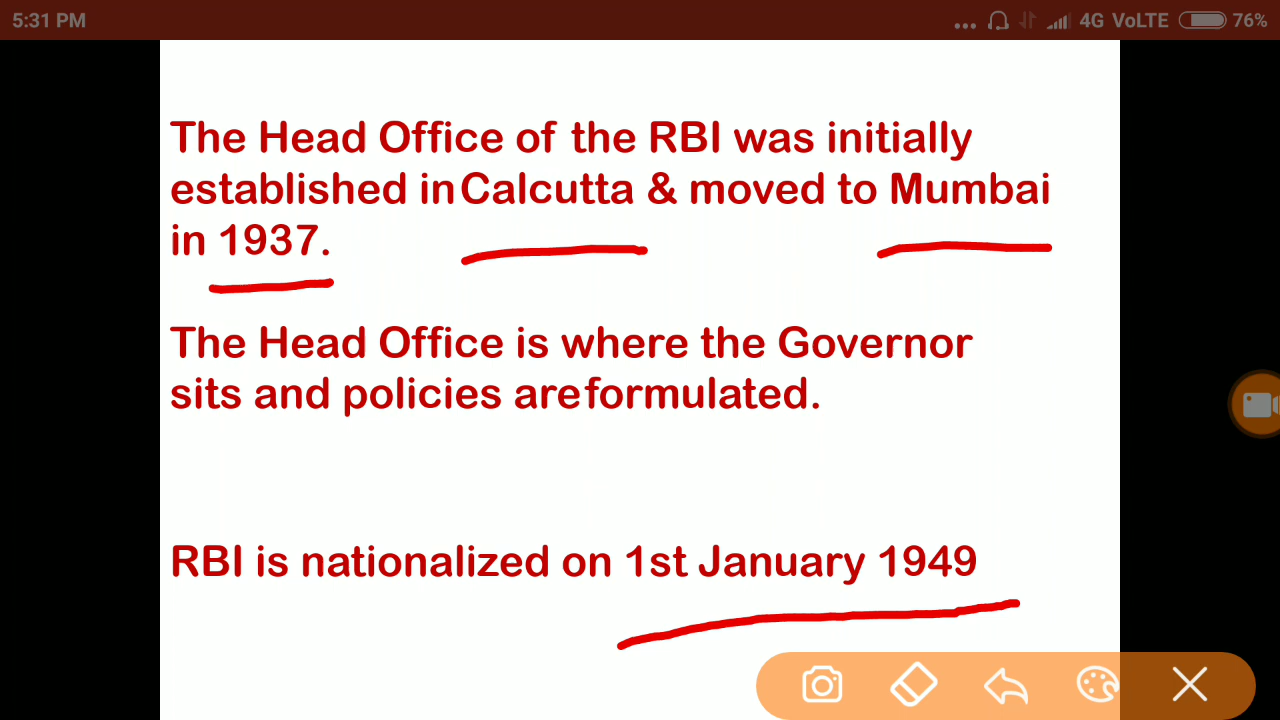 5:31 PM
... 4G VoLTE 76%
The Head Office of the RBI was initially
established in Calcutta & moved to Mumbai
in 1937.
The Head Office is where the Governor
sits and policies are formulated.
RBI is nationalized on 1st January 1949